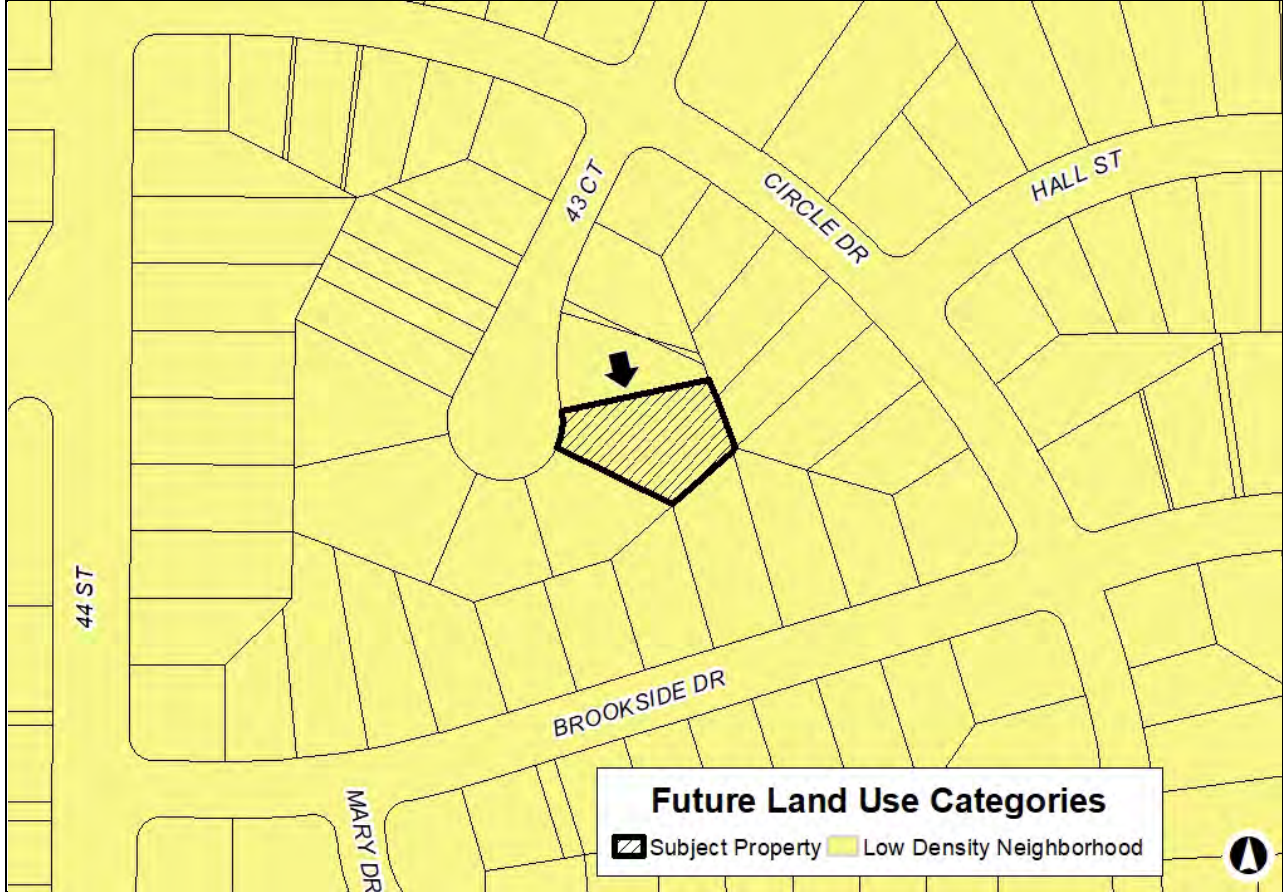 43 CT
CIRCLE DR
HALL ST
44 ST
BROOKSIDE DR
MARY DR
Future Land Use Categories
Subject Property Low Density Neighborhood